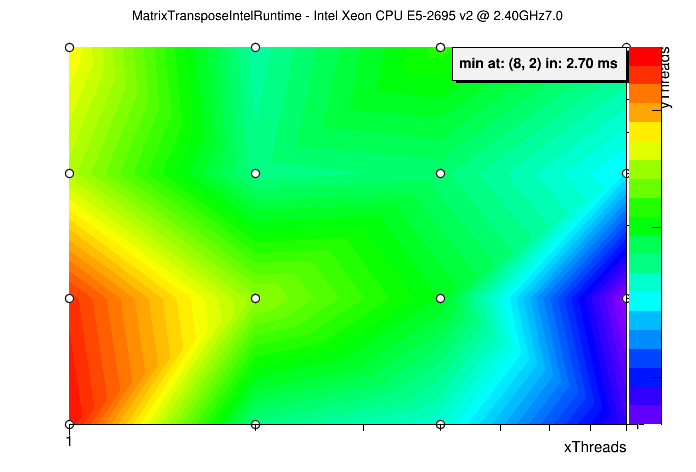 MatrixTransposeIntelRuntime - Intel Xeon CPU E5-2695 v2 @ 2.40GHz7.0
min at: (8, 2) in: 2.70 ms
yThreads
1
xThreads